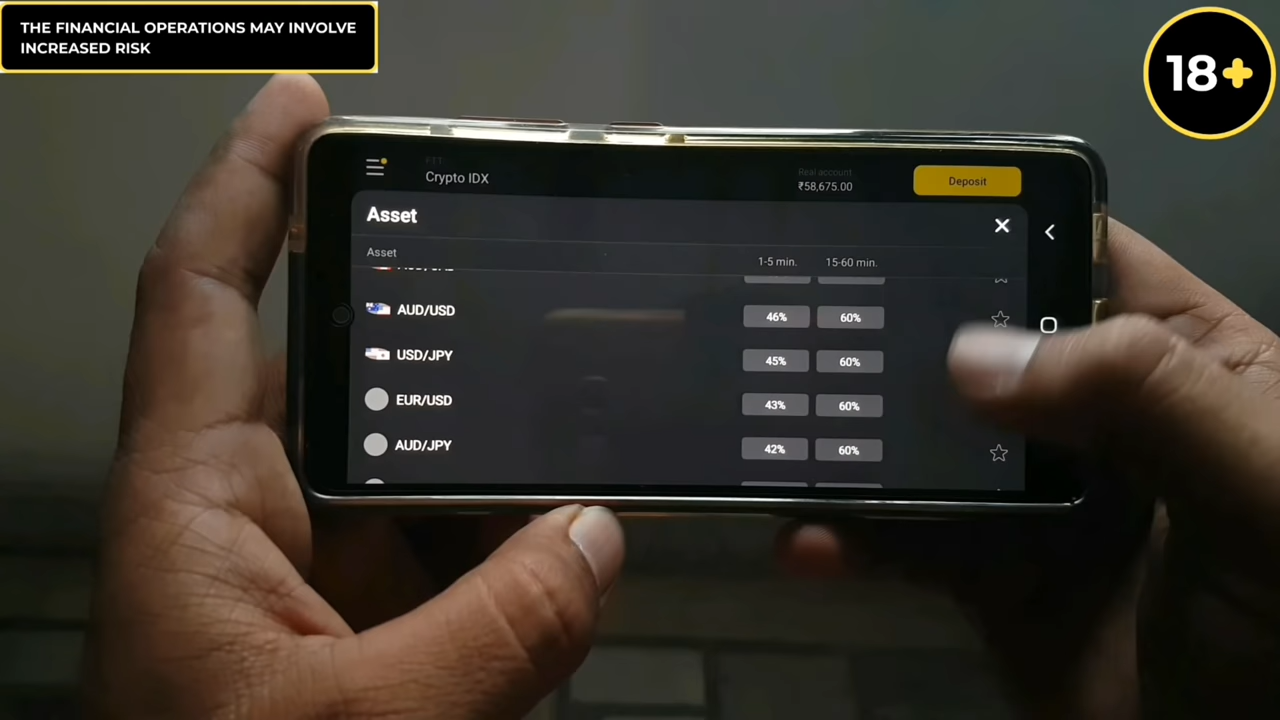 THE FINANCIAL OPERATIONS MAY INVOLVE
INCREASED RISK
18+
FTT
Crypto IDX
Real account
₹58,675.00
Deposit
Asset
Asset
1-5 min.
15-60 min.
AUD/USD
46%
60%
USD/JPY
45%
60%
EUR/USD
43%
60%
AUD/JPY
42%
60%